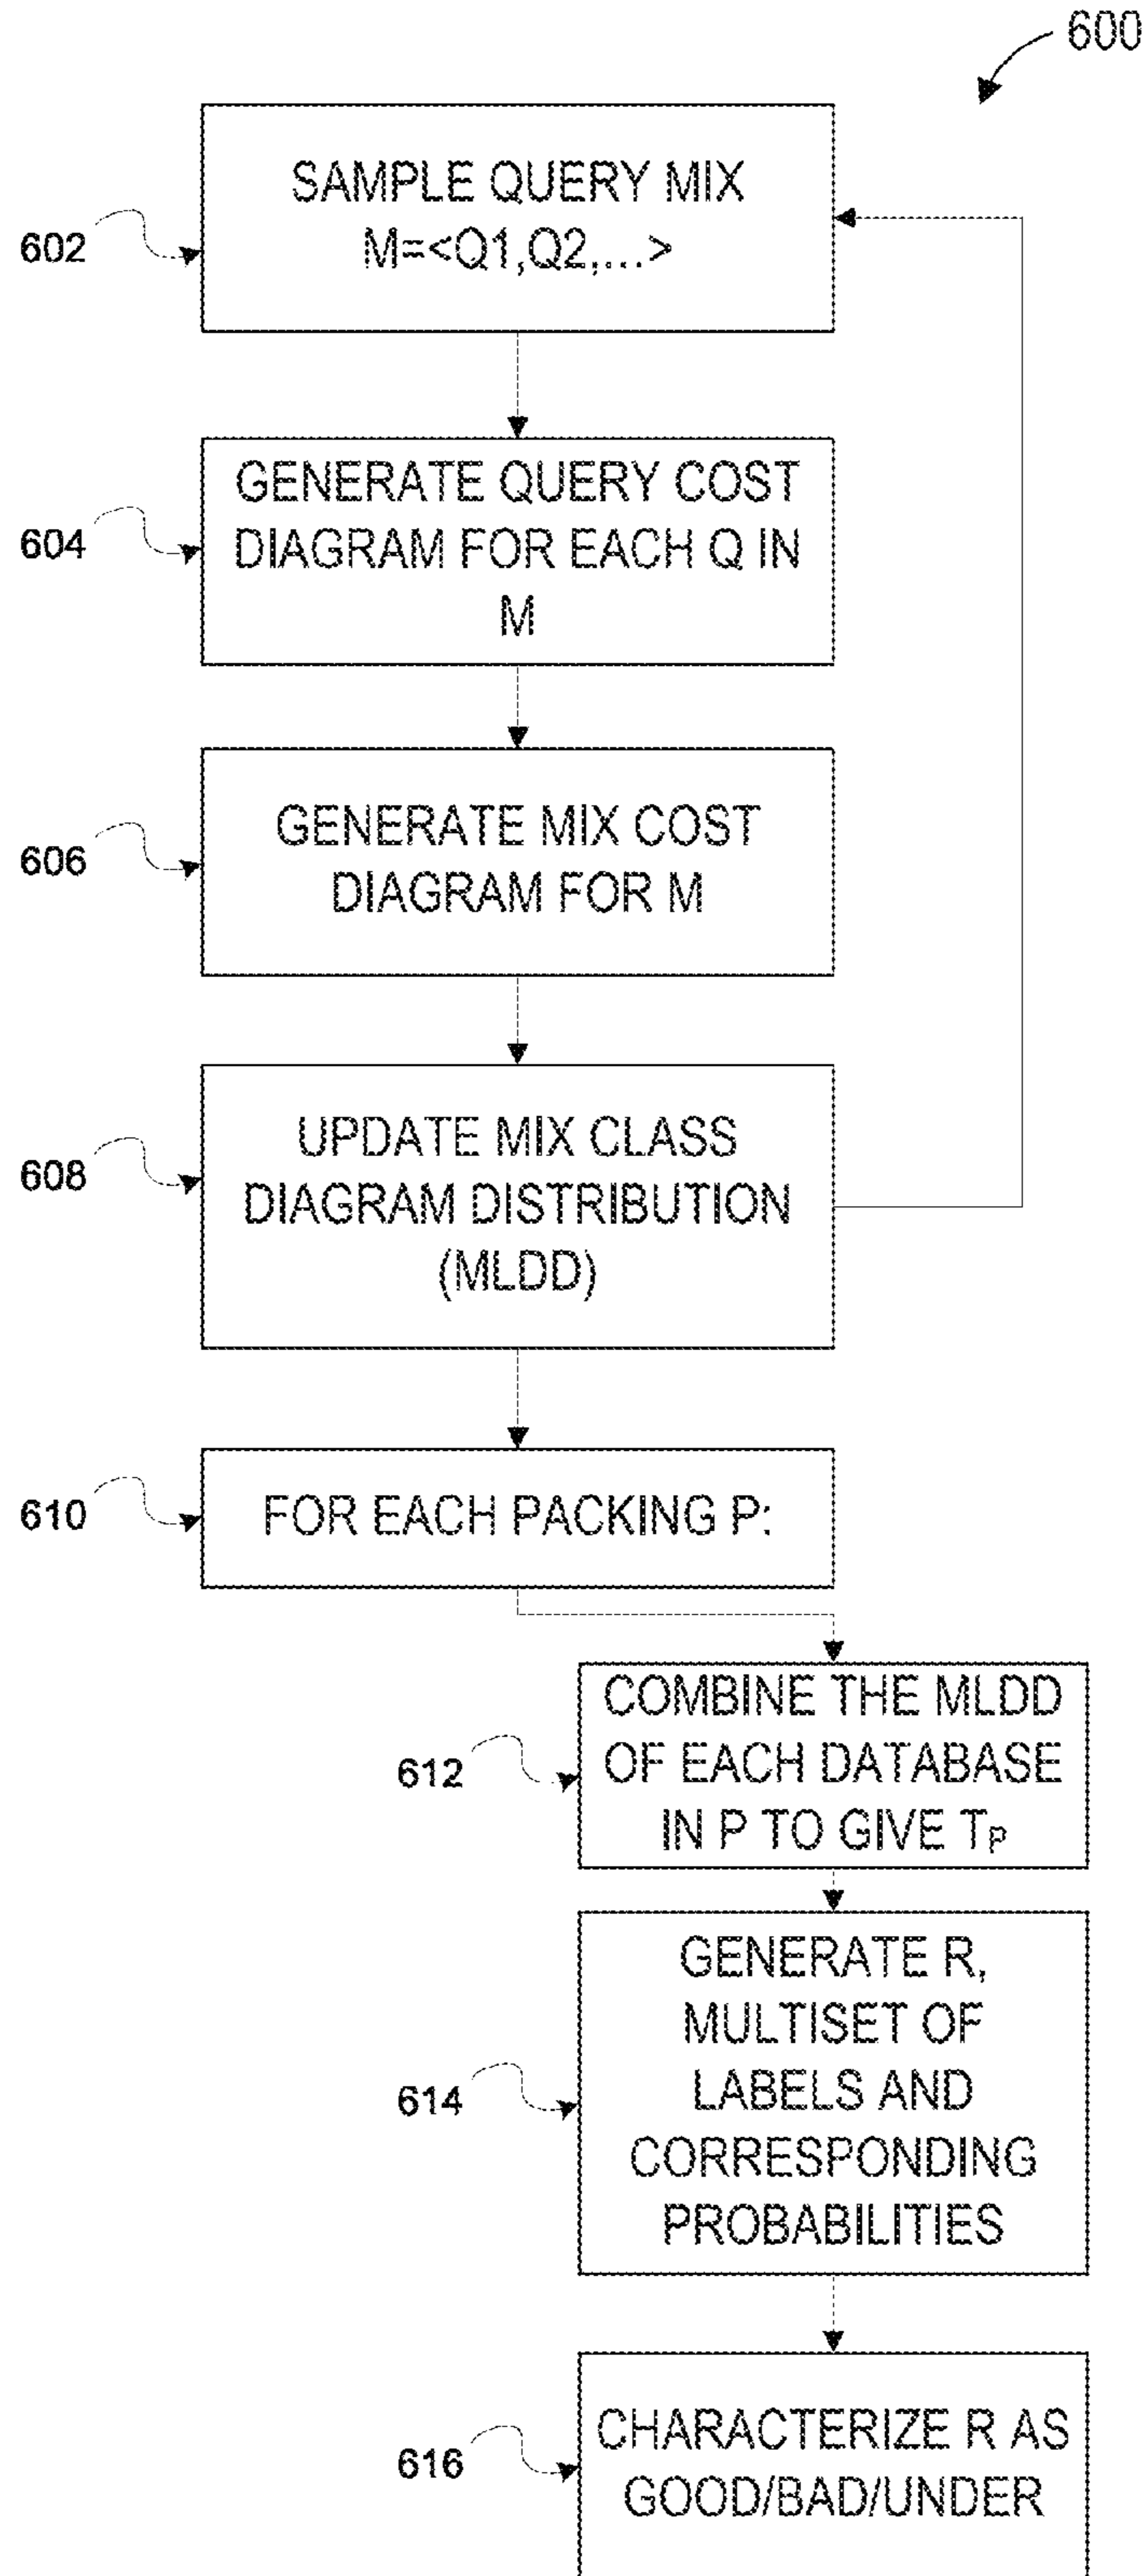 600
602
SAMPLE QUERY MIX
M=<Q1,Q2,...>
604
GENERATE QUERY COST
DIAGRAM FOR EACH Q IN
M
606
GENERATE MIX COST
DIAGRAM FOR M
608
UPDATE MIX CLASS
DIAGRAM DISTRIBUTION
(MLDD)
610
FOR EACH PACKING P:
612
COMBINE THE MLDD
OF EACH DATABASE
IN P TO GIVE TP
614
GENERATE R,
MULTISET OF
LABELS AND
CORRESPONDING
PROBABILITIES
616
CHARACTERIZE R AS
GOOD/BAD/UNDER